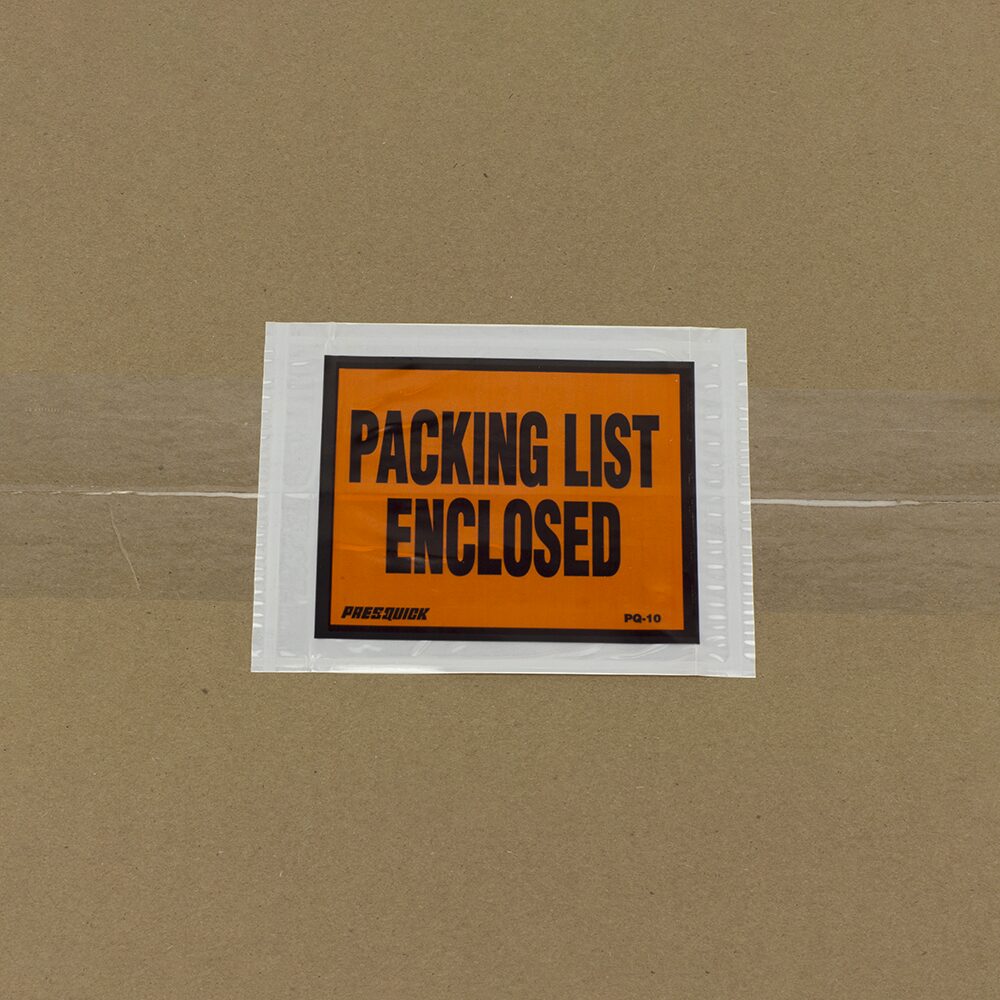 PACKING LIST
ENCLOSED
PRESQUICK PQ-10